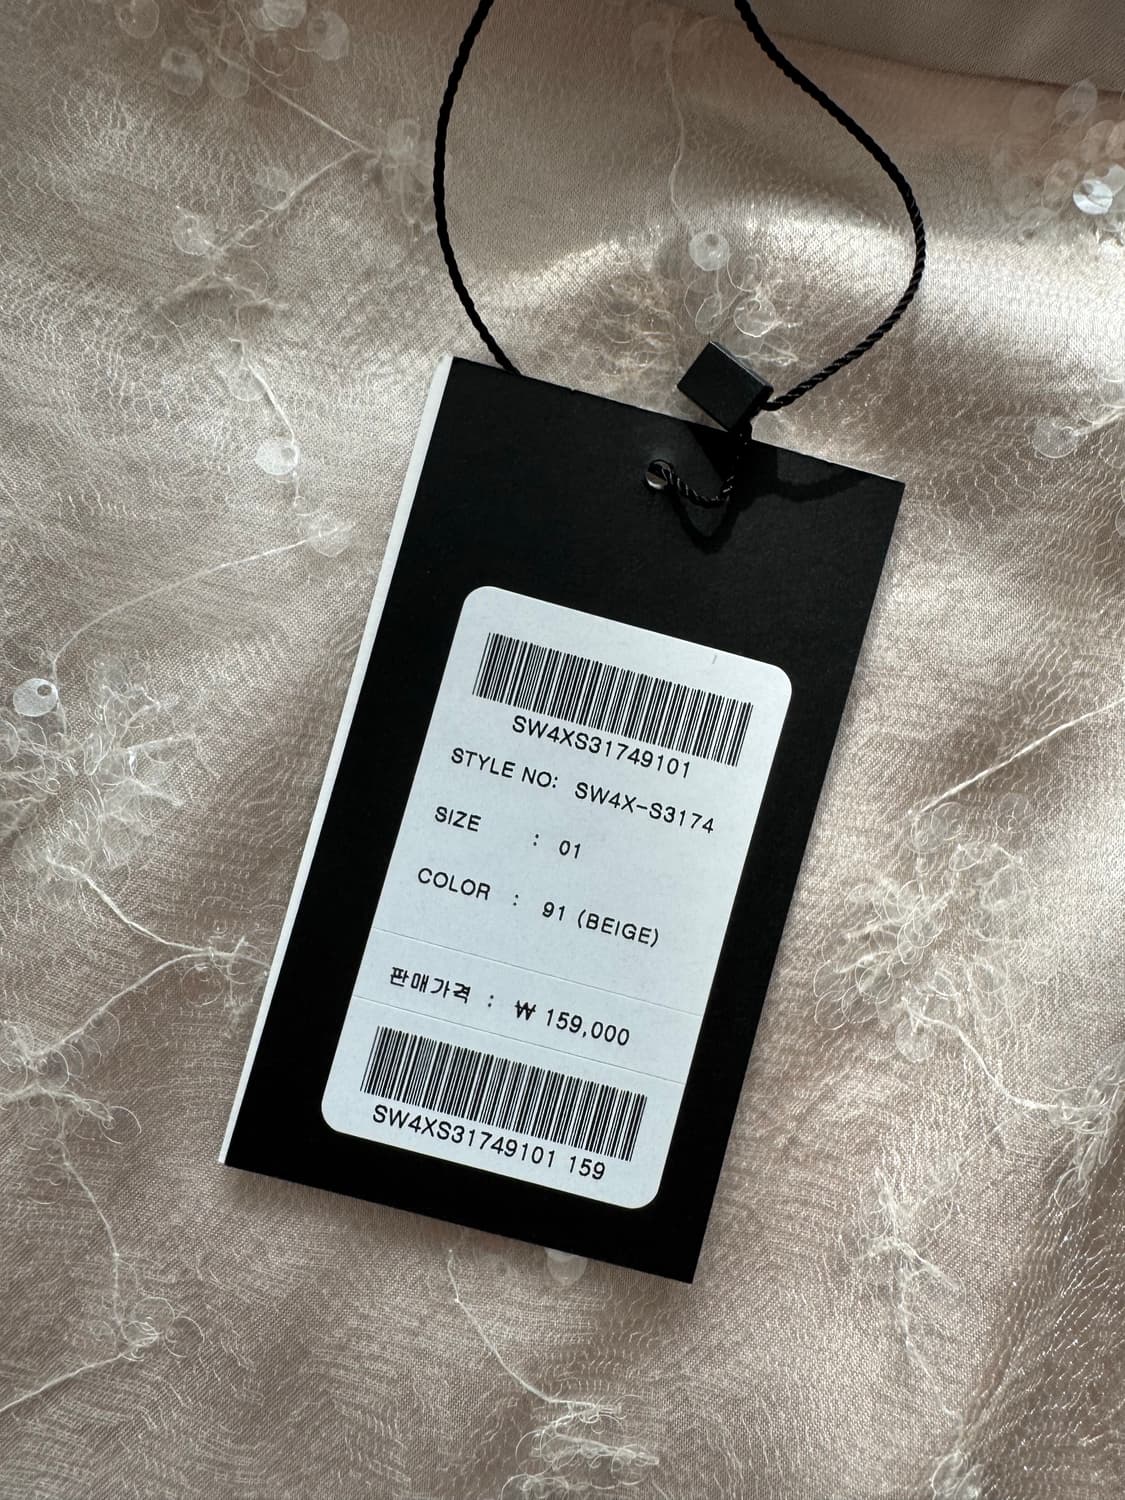 SW4XS31749101
STYLE NO: SW4X-S3174
SIZE : 01
COLOR : 91 (BEIGE)
판매가격 : ₩ 159,000
SW4XS31749101 159